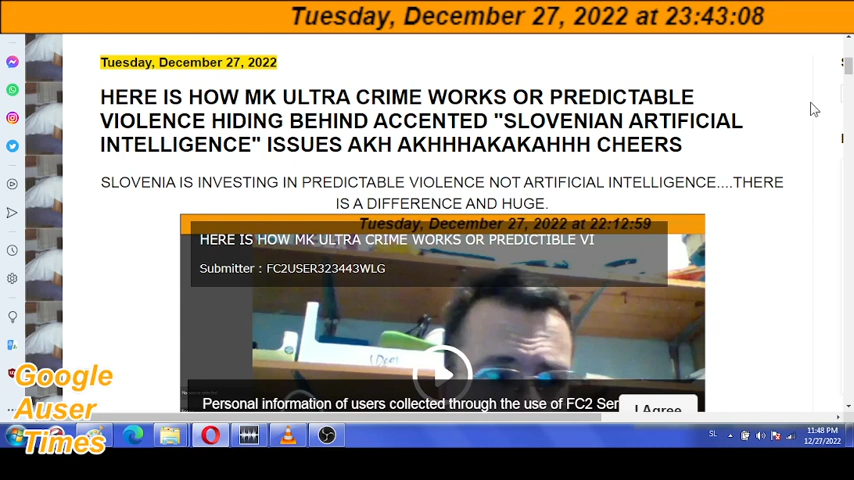 Tuesday, December 27, 2022 at 23:43:08
Tuesday, December 27, 2022
HERE IS HOW MK ULTRA CRIME WORKS OR PREDICTABLE
VIOLENCE HIDING BEHIND ACCENTED "SLOVENIAN ARTIFICIAL
INTELLIGENCE" ISSUES AKH AKHHHAKAKAHHH CHEERS
SLOVENIA IS INVESTING IN PREDICTABLE VIOLENCE NOT ARTIFICIAL INTELLIGENCE....THERE
IS A DIFFERENCE AND HUGE.
Tuesday, December 27, 2022 at 22:12:59
HERE IS HOW MK ULTRA CRIME WORKS OR PREDICTIBLE VI
Submitter : FC2USER323443WLG
Personal information of users collected through the use of FC2 Ser
I Agree
Google
Auser
Times
SL
11:48 PM
12/27/2022